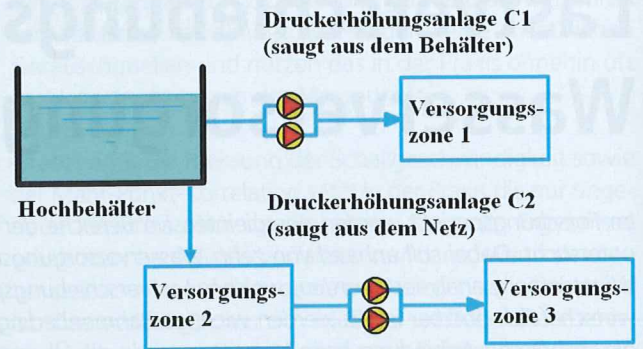 Druckerhöhungsanlage C1
(saugt aus dem Behälter)
Versorgungs-
zone 1
Hochbehälter
Druckerhöhungsanlage C2
(saugt aus dem Netz)
Versorgungs-
zone 2
Versorgungs-
zone 3